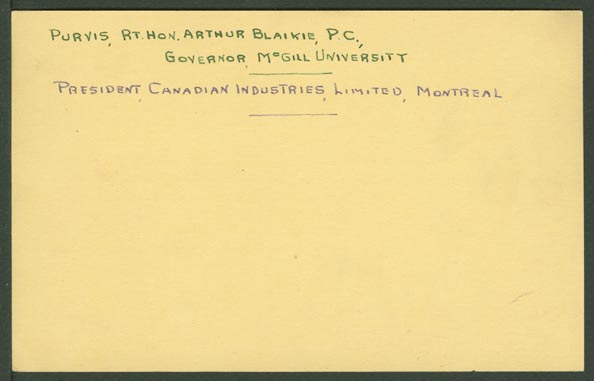 PURVIS, RT. HON. ARTHUR BLAIKIE, P.C.,
GOVERNOR, McGILL UNIVERSITY
PRESIDENT, CANADIAN INDUSTRIES, LIMITED, MONTREAL